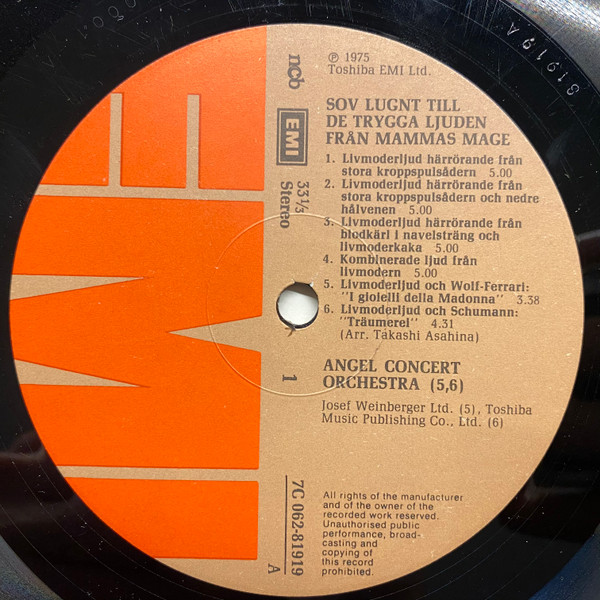 ℗ 1975
Toshiba EMI Ltd.
ncb
EMI
33⅓
Stereo
SOV LUGNT TILL
DE TRYGGA LJUDEN
FRÅN MAMMAS MAGE
1. Livmoderljud härrörande från
stora kroppspulsådern 5.00
2. Livmoderljud härrörande från
stora kroppspulsådern och nedre
hålvenen 5.00
3. Livmoderljud härrörande från
blodkärl i navelsträng och
livmoderkaka 5.00
4. Kombinerade ljud från
livmodern 5.00
5. Livmoderljud och Wolf-Ferrari:
"I gioielli della Madonna" 3.38
6. Livmoderljud och Schumann:
"Träumerei" 4.31
(Arr. Takashi Asahina)
1
ANGEL CONCERT
ORCHESTRA (5,6)
Josef Weinberger Ltd. (5), Toshiba
Music Publishing Co., Ltd. (6)
7C 062-81919
A
All rights of the manufacturer
and of the owner of the
recorded work reserved.
Unauthorised public
performance, broad-
casting and
copying of
this record
prohibited.
EMI
31919A